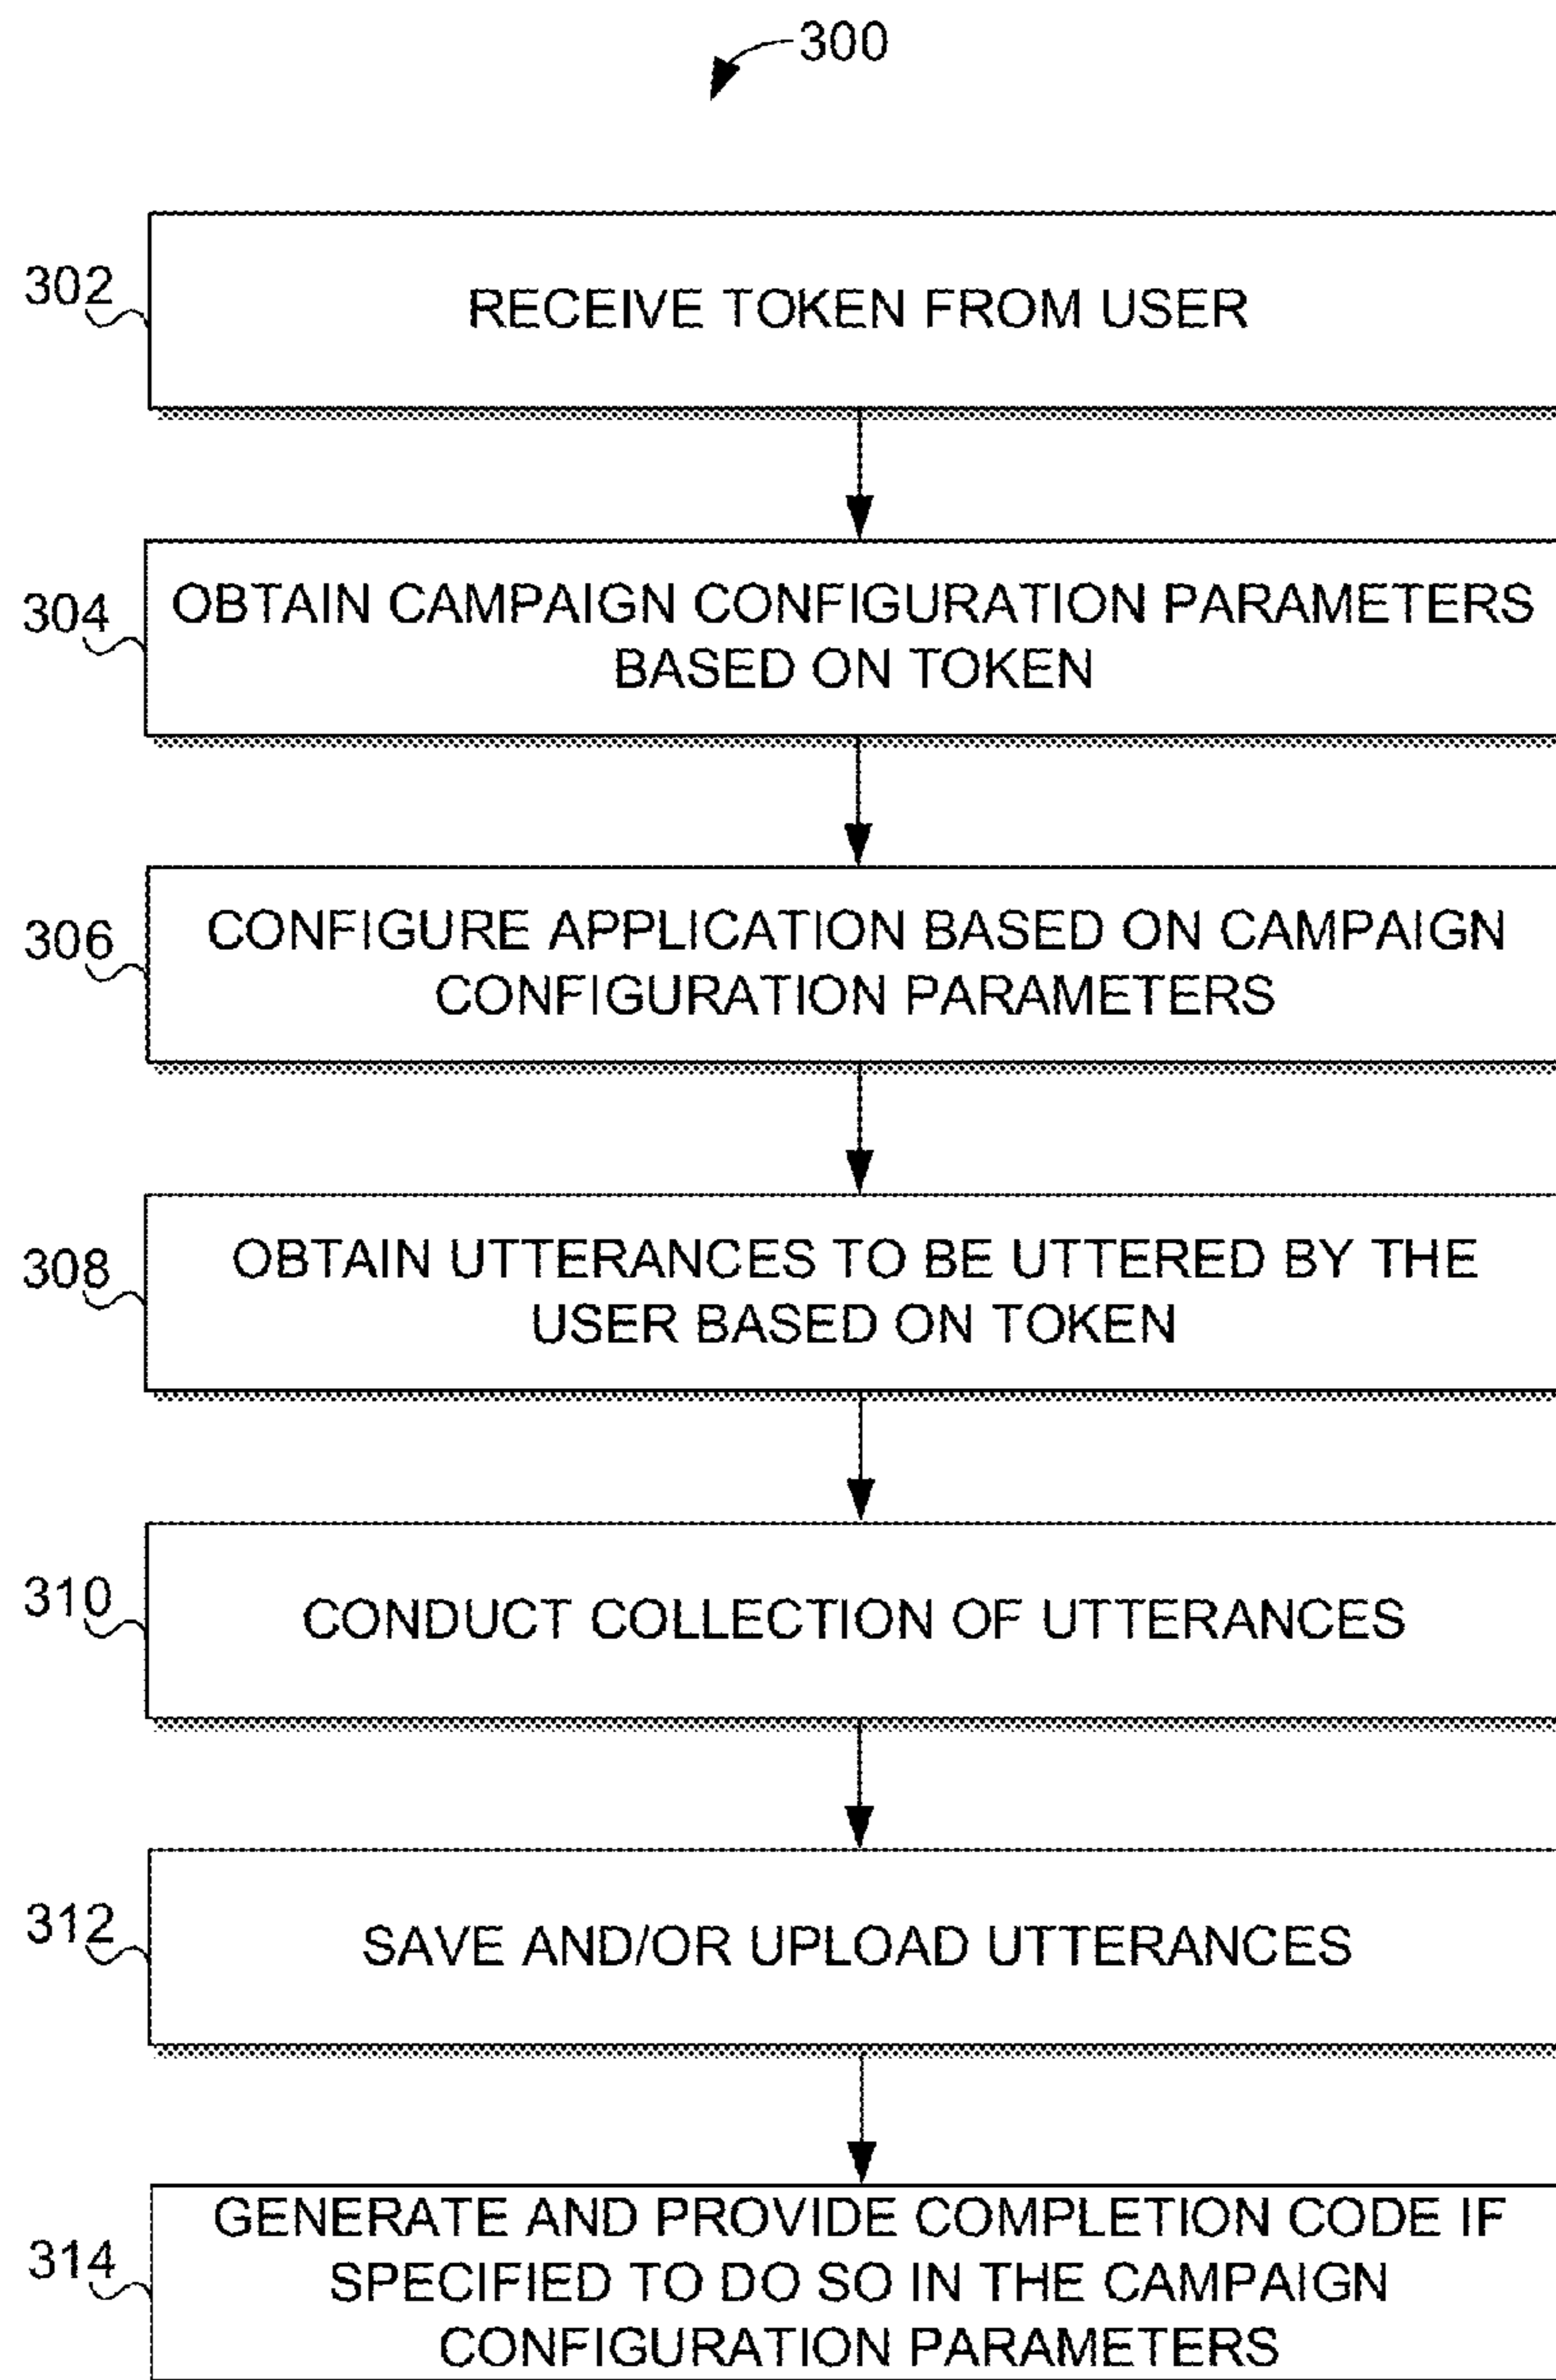 300
302
RECEIVE TOKEN FROM USER
304
OBTAIN CAMPAIGN CONFIGURATION PARAMETERS
BASED ON TOKEN
306
CONFIGURE APPLICATION BASED ON CAMPAIGN
CONFIGURATION PARAMETERS
308
OBTAIN UTTERANCES TO BE UTTERED BY THE
USER BASED ON TOKEN
310
CONDUCT COLLECTION OF UTTERANCES
312
SAVE AND/OR UPLOAD UTTERANCES
314
GENERATE AND PROVIDE COMPLETION CODE IF
SPECIFIED TO DO SO IN THE CAMPAIGN
CONFIGURATION PARAMETERS